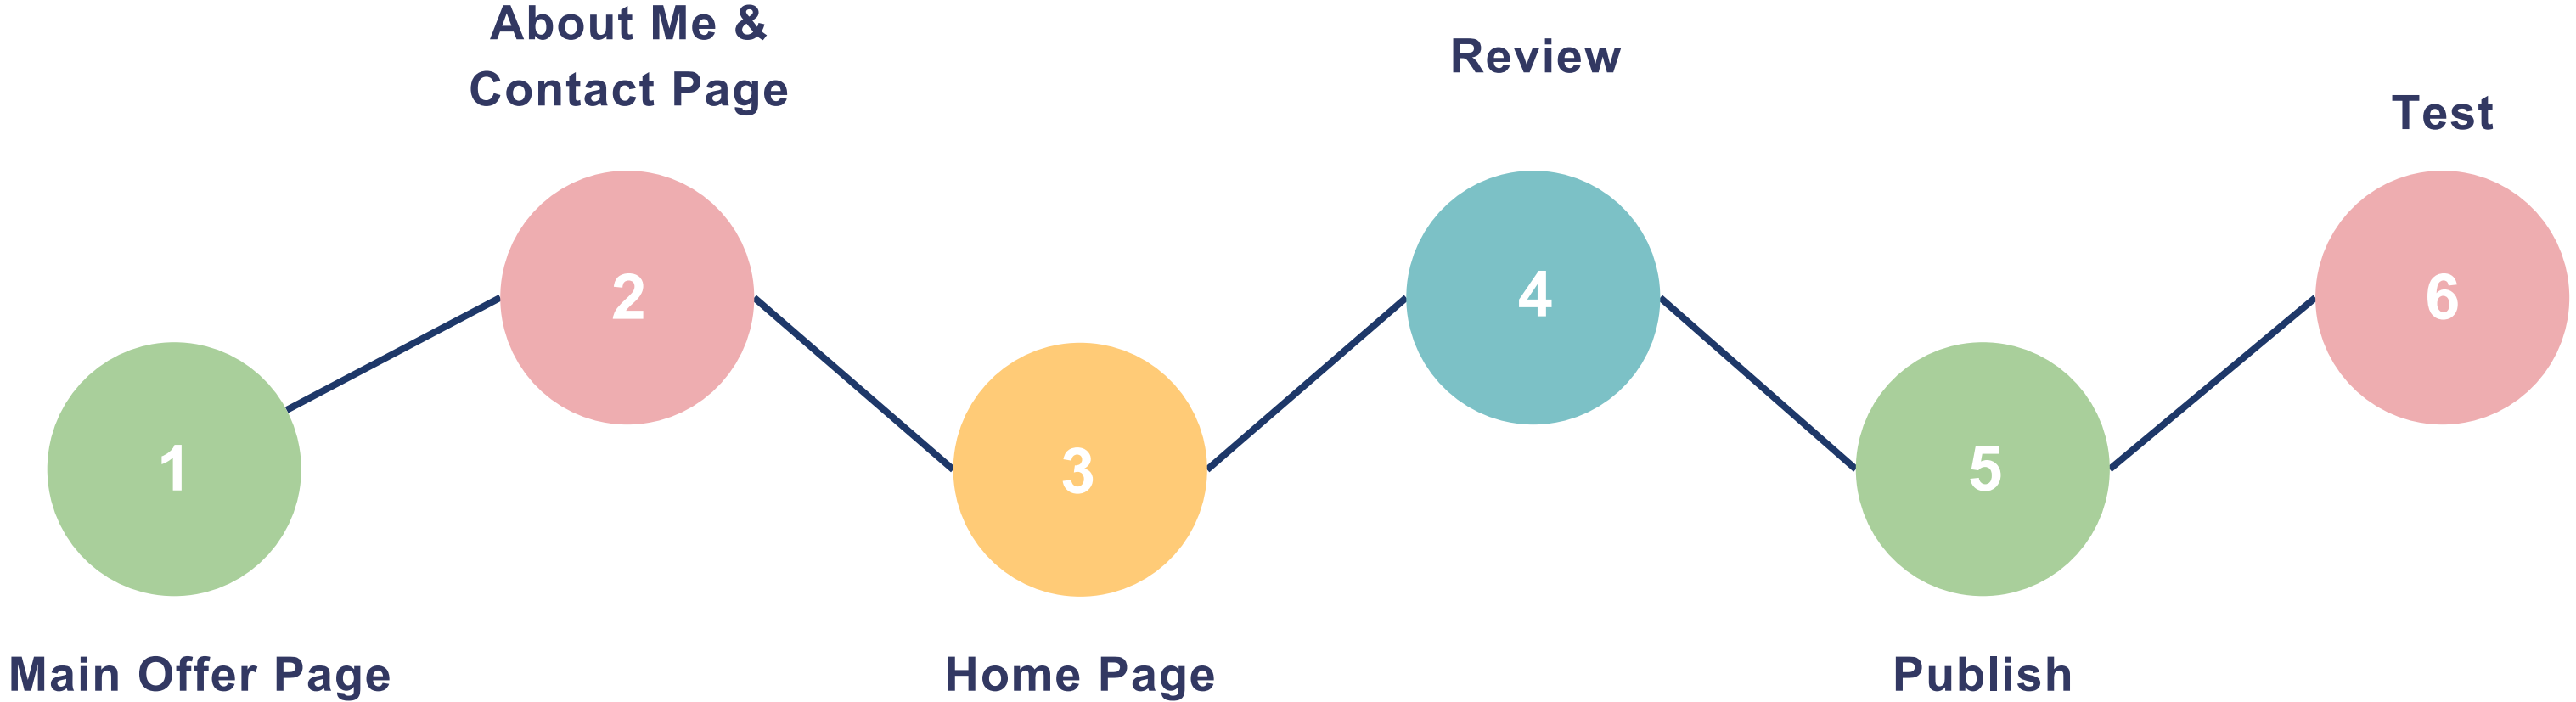 About Me &
Contact Page
Review
Test
2
4
6
1
3
5
Main Offer Page
Home Page
Publish